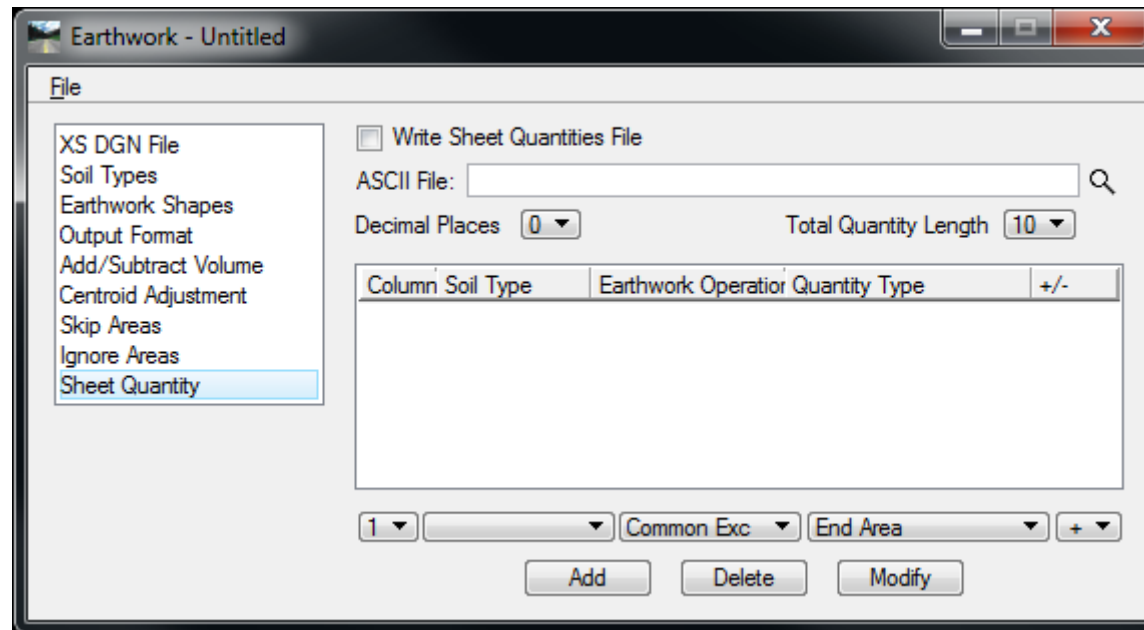 Earthwork - Untitled
File
XS DGN File
Soil Types
Earthwork Shapes
Output Format
Add/Subtract Volume
Centroid Adjustment
Skip Areas
Ignore Areas
Sheet Quantity
Write Sheet Quantities File
ASCII File:
Decimal Places 0 Total Quantity Length 10
Column Soil Type Earthwork Operation Quantity Type +/-
1 Common Exc End Area +
Add Delete Modify